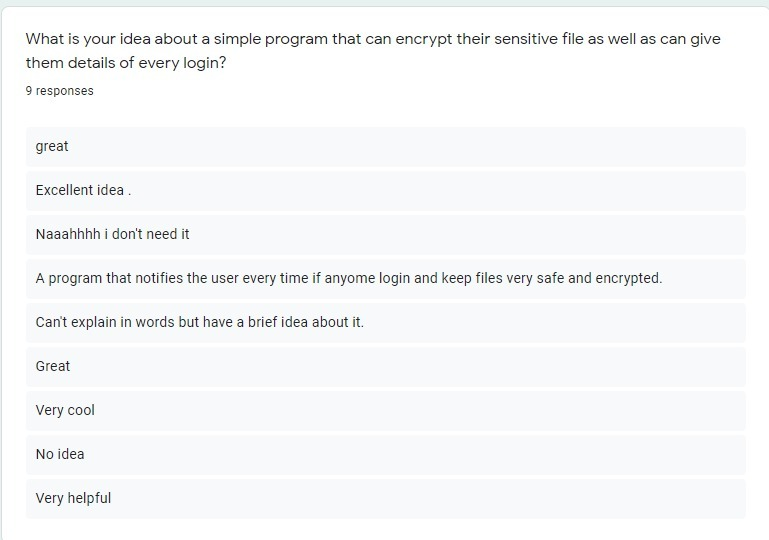 What is your idea about a simple program that can encrypt their sensitive file as well as can give
them details of every login?
9 responses
great
Excellent idea .
Naaahhhh i don't need it
A program that notifies the user every time if anyome login and keep files very safe and encrypted.
Can't explain in words but have a brief idea about it.
Great
Very cool
No idea
Very helpful